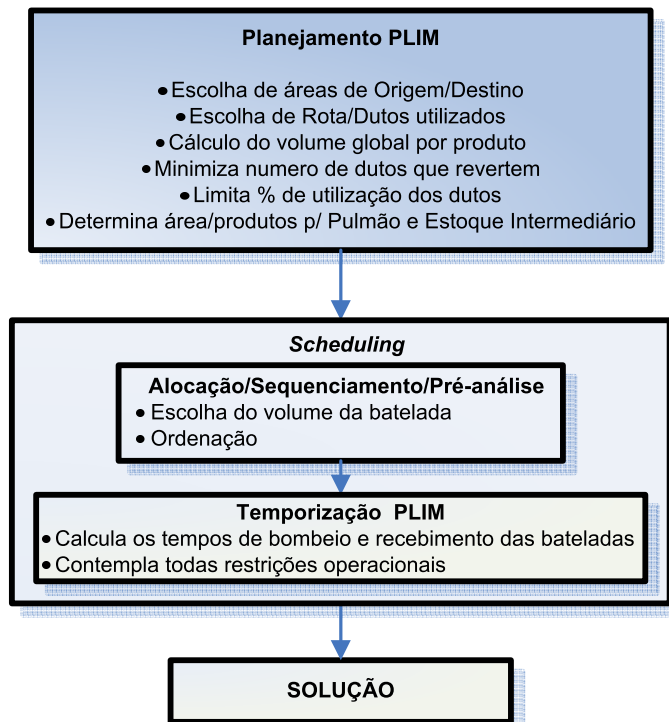 Planejamento PLIM
•Escolha de áreas de Origem/Destino
•Escolha de Rota/Dutos utilizados
•Cálculo do volume global por produto
•Minimiza numero de dutos que revertem
•Limita % de utilização dos dutos
•Determina área/produtos p/ Pulmão e Estoque Intermediário
Scheduling
Alocação/Sequenciamento/Pré-análise
• Escolha do volume da batelada
• Ordenação
Temporização PLIM
• Calcula os tempos de bombeio e recebimento das bateladas
• Contempla todas restrições operacionais
SOLUÇÃO